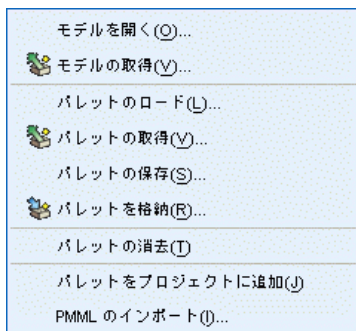 モデルを開く(O)...
モデルの取得(V)...
パレットのロード(L)...
パレットの取得(V)...
パレットの保存(S)...
パレットを格納(R)...
パレットの消去(T)
パレットをプロジェクトに追加(J)
PMML のインポート(I)...